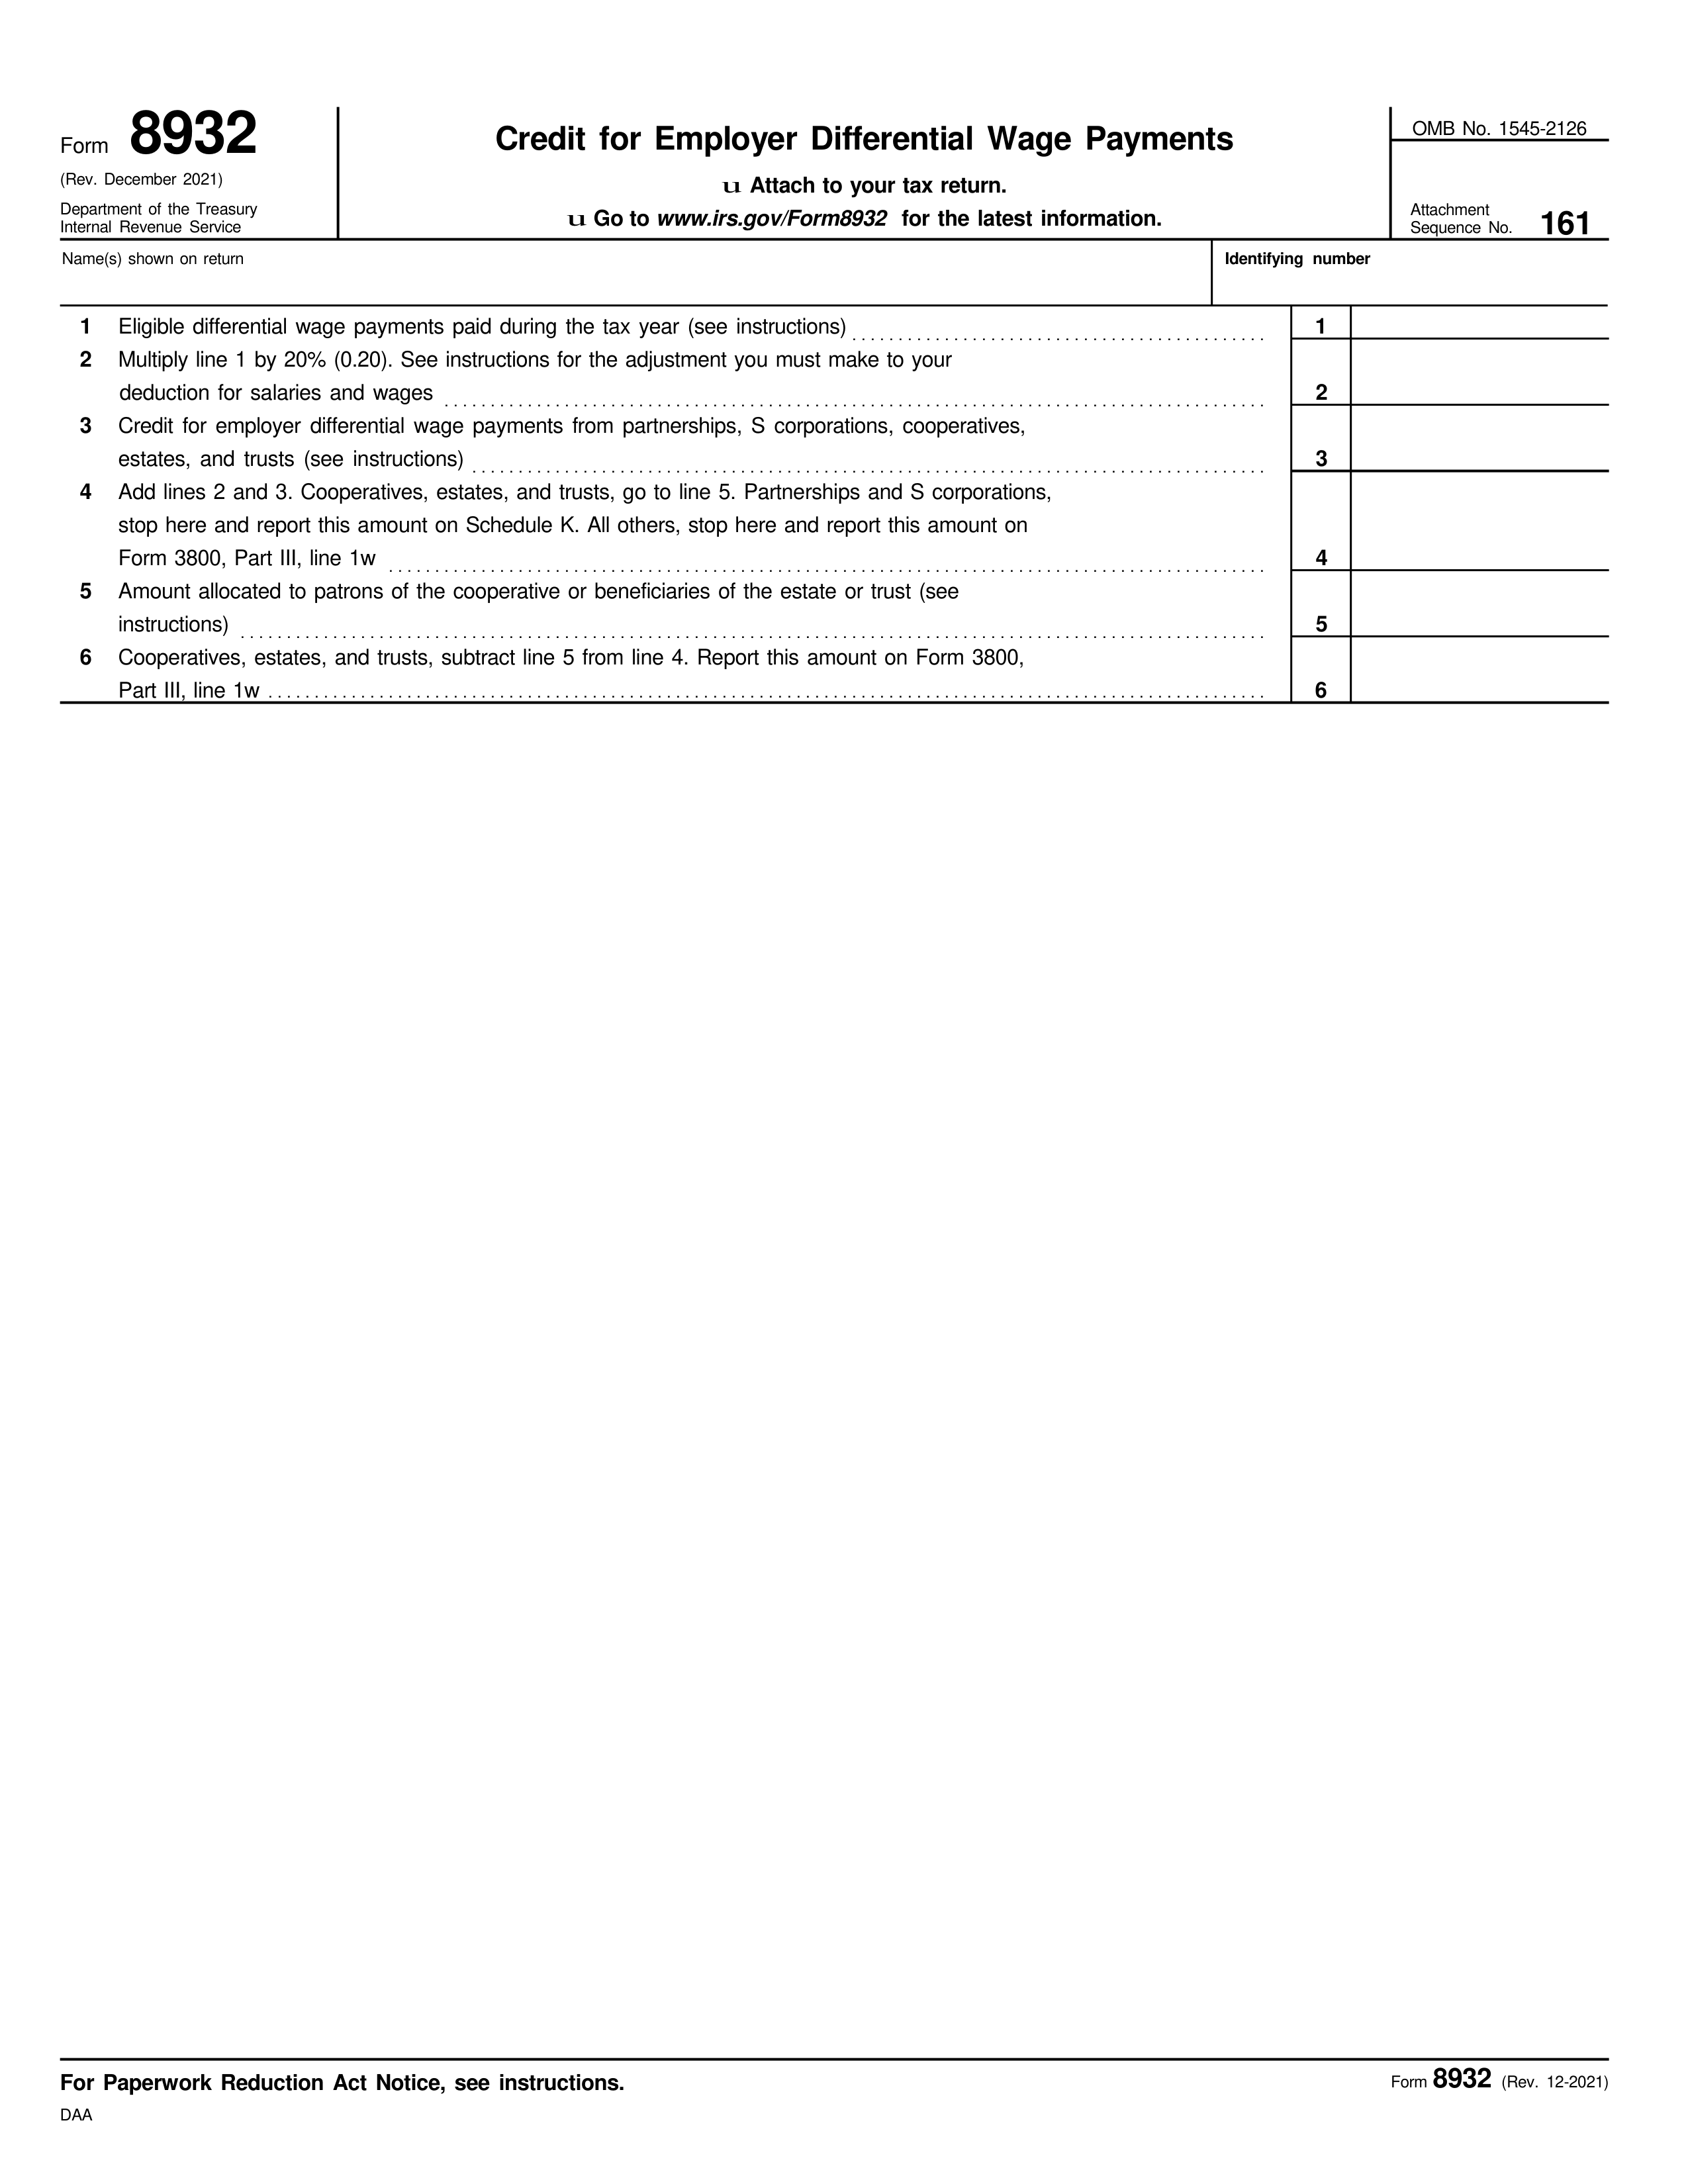 Form 8932
(Rev. December 2021)
Department of the Treasury
Internal Revenue Service
Credit for Employer Differential Wage Payments
u Attach to your tax return.
u Go to www.irs.gov/Form8932 for the latest information.
OMB No. 1545-2126
Attachment
Sequence No. 161
Name(s) shown on return
Identifying number
1 Eligible differential wage payments paid during the tax year (see instructions) 1
2 Multiply line 1 by 20% (0.20). See instructions for the adjustment you must make to your
deduction for salaries and wages 2
3 Credit for employer differential wage payments from partnerships, S corporations, cooperatives,
estates, and trusts (see instructions) 3
4 Add lines 2 and 3. Cooperatives, estates, and trusts, go to line 5. Partnerships and S corporations,
stop here and report this amount on Schedule K. All others, stop here and report this amount on
Form 3800, Part III, line 1w 4
5 Amount allocated to patrons of the cooperative or beneficiaries of the estate or trust (see
instructions) 5
6 Cooperatives, estates, and trusts, subtract line 5 from line 4. Report this amount on Form 3800,
Part III, line 1w 6
For Paperwork Reduction Act Notice, see instructions.
Form 8932 (Rev. 12-2021)
DAA